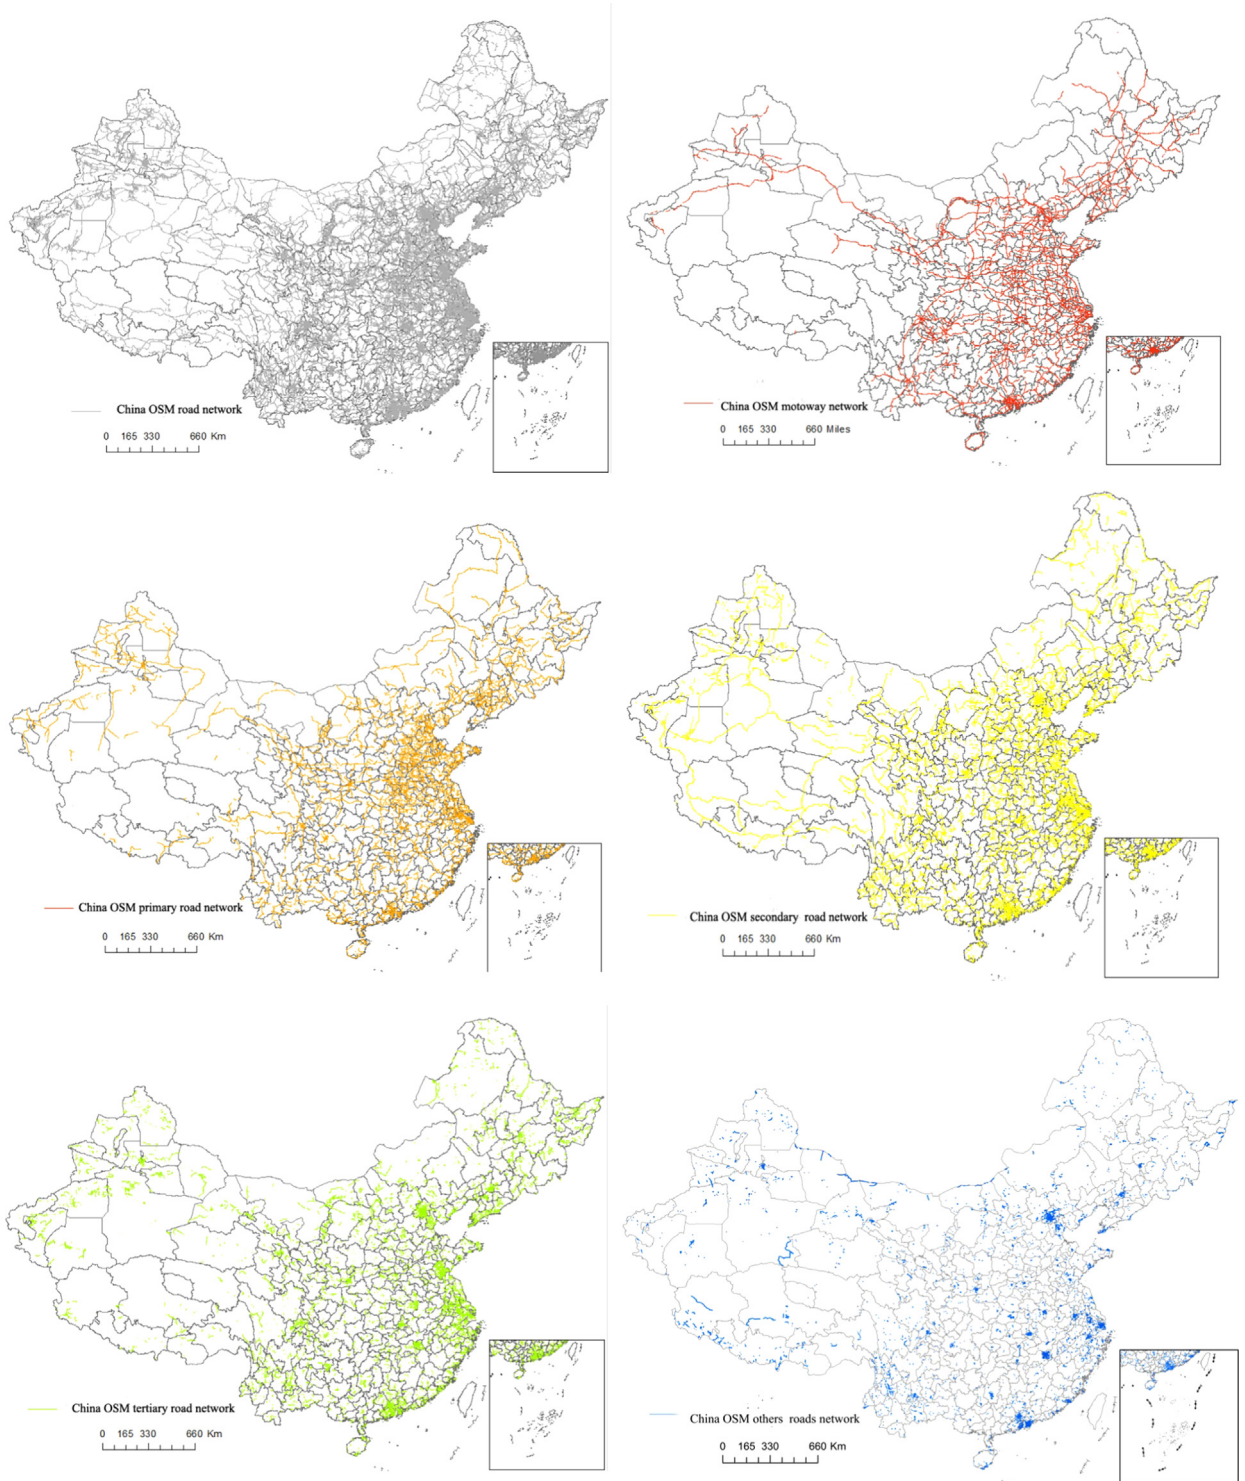 China OSM road network
0 165 330 660 Km
China OSM motoway network
0 165 330 660 Miles
China OSM primary road network
0 165 330 660 Km
China OSM secondary road network
0 165 330 660 Km
China OSM tertiary road network
0 165 330 660 Km
China OSM others roads network
0 165 330 660 Km